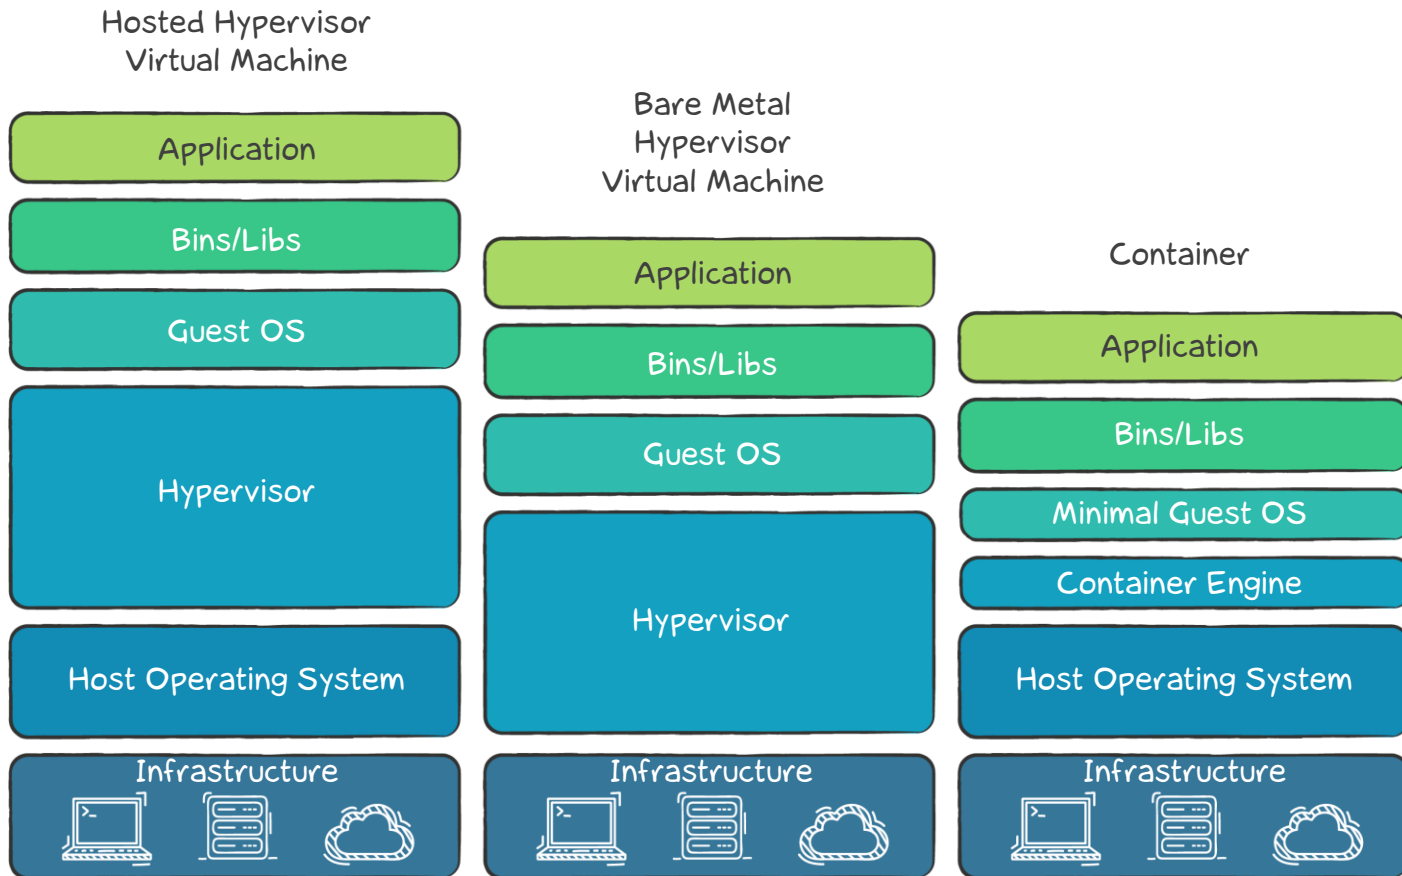 Hosted Hypervisor
Virtual Machine
Application
Bins/Libs
Guest OS
Hypervisor
Host Operating System
Infrastructure
>_
Bare Metal
Hypervisor
Virtual Machine
Application
Bins/Libs
Guest OS
Hypervisor
Infrastructure
>_
Container
Application
Bins/Libs
Minimal Guest OS
Container Engine
Host Operating System
Infrastructure
>_